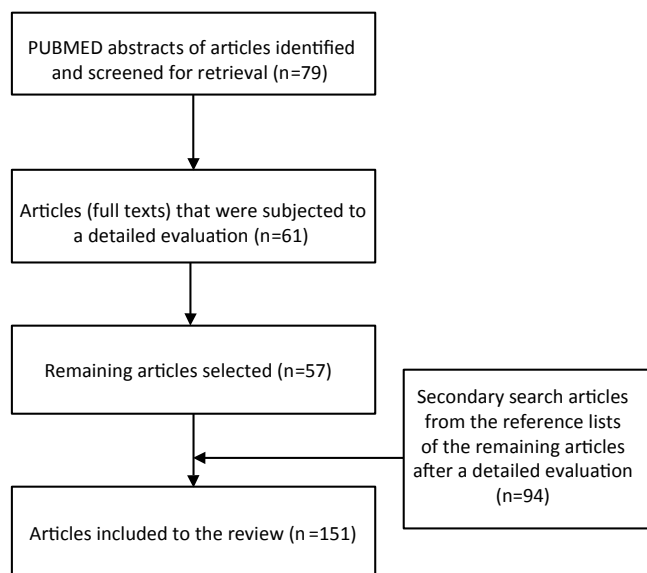 PUBMED abstracts of articles identified
and screened for retrieval (n=79)
Articles (full texts) that were subjected to
a detailed evaluation (n=61)
Remaining articles selected (n=57)
Secondary search articles
from the reference lists
of the remaining articles
after a detailed evaluation
(n=94)
Articles included to the review (n=151)